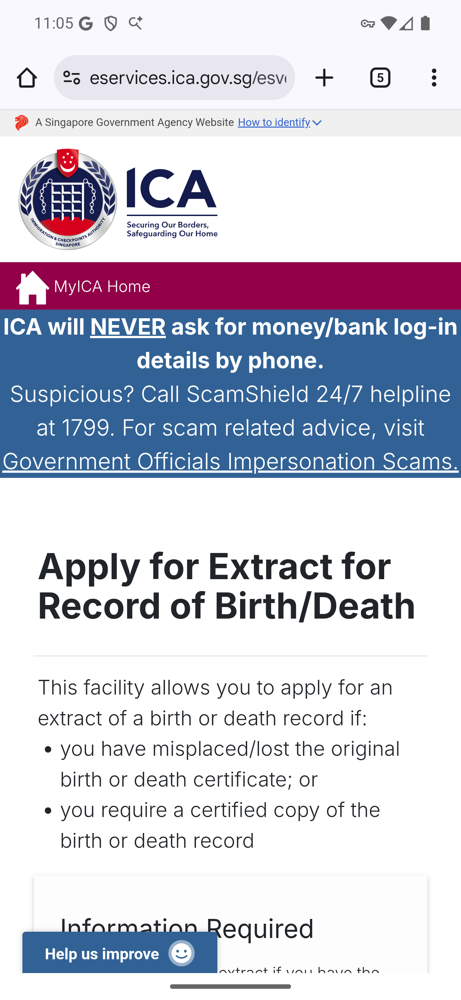 11:05
eservices.ica.gov.sg/esv
5
A Singapore Government Agency Website How to identify
IMMIGRATION & CHECKPOINTS AUTHORITY
SINGAPORE
ICA
Securing Our Borders,
Safeguarding Our Home
MyICA Home
ICA will NEVER ask for money/bank log-in
details by phone.
Suspicious? Call ScamShield 24/7 helpline
at 1799. For scam related advice, visit
Government Officials Impersonation Scams.
Apply for Extract for
Record of Birth/Death
This facility allows you to apply for an
extract of a birth or death record if:
• you have misplaced/lost the original
birth or death certificate; or
• you require a certified copy of the
birth or death record
Information Required
Help us improve
extract if you have the